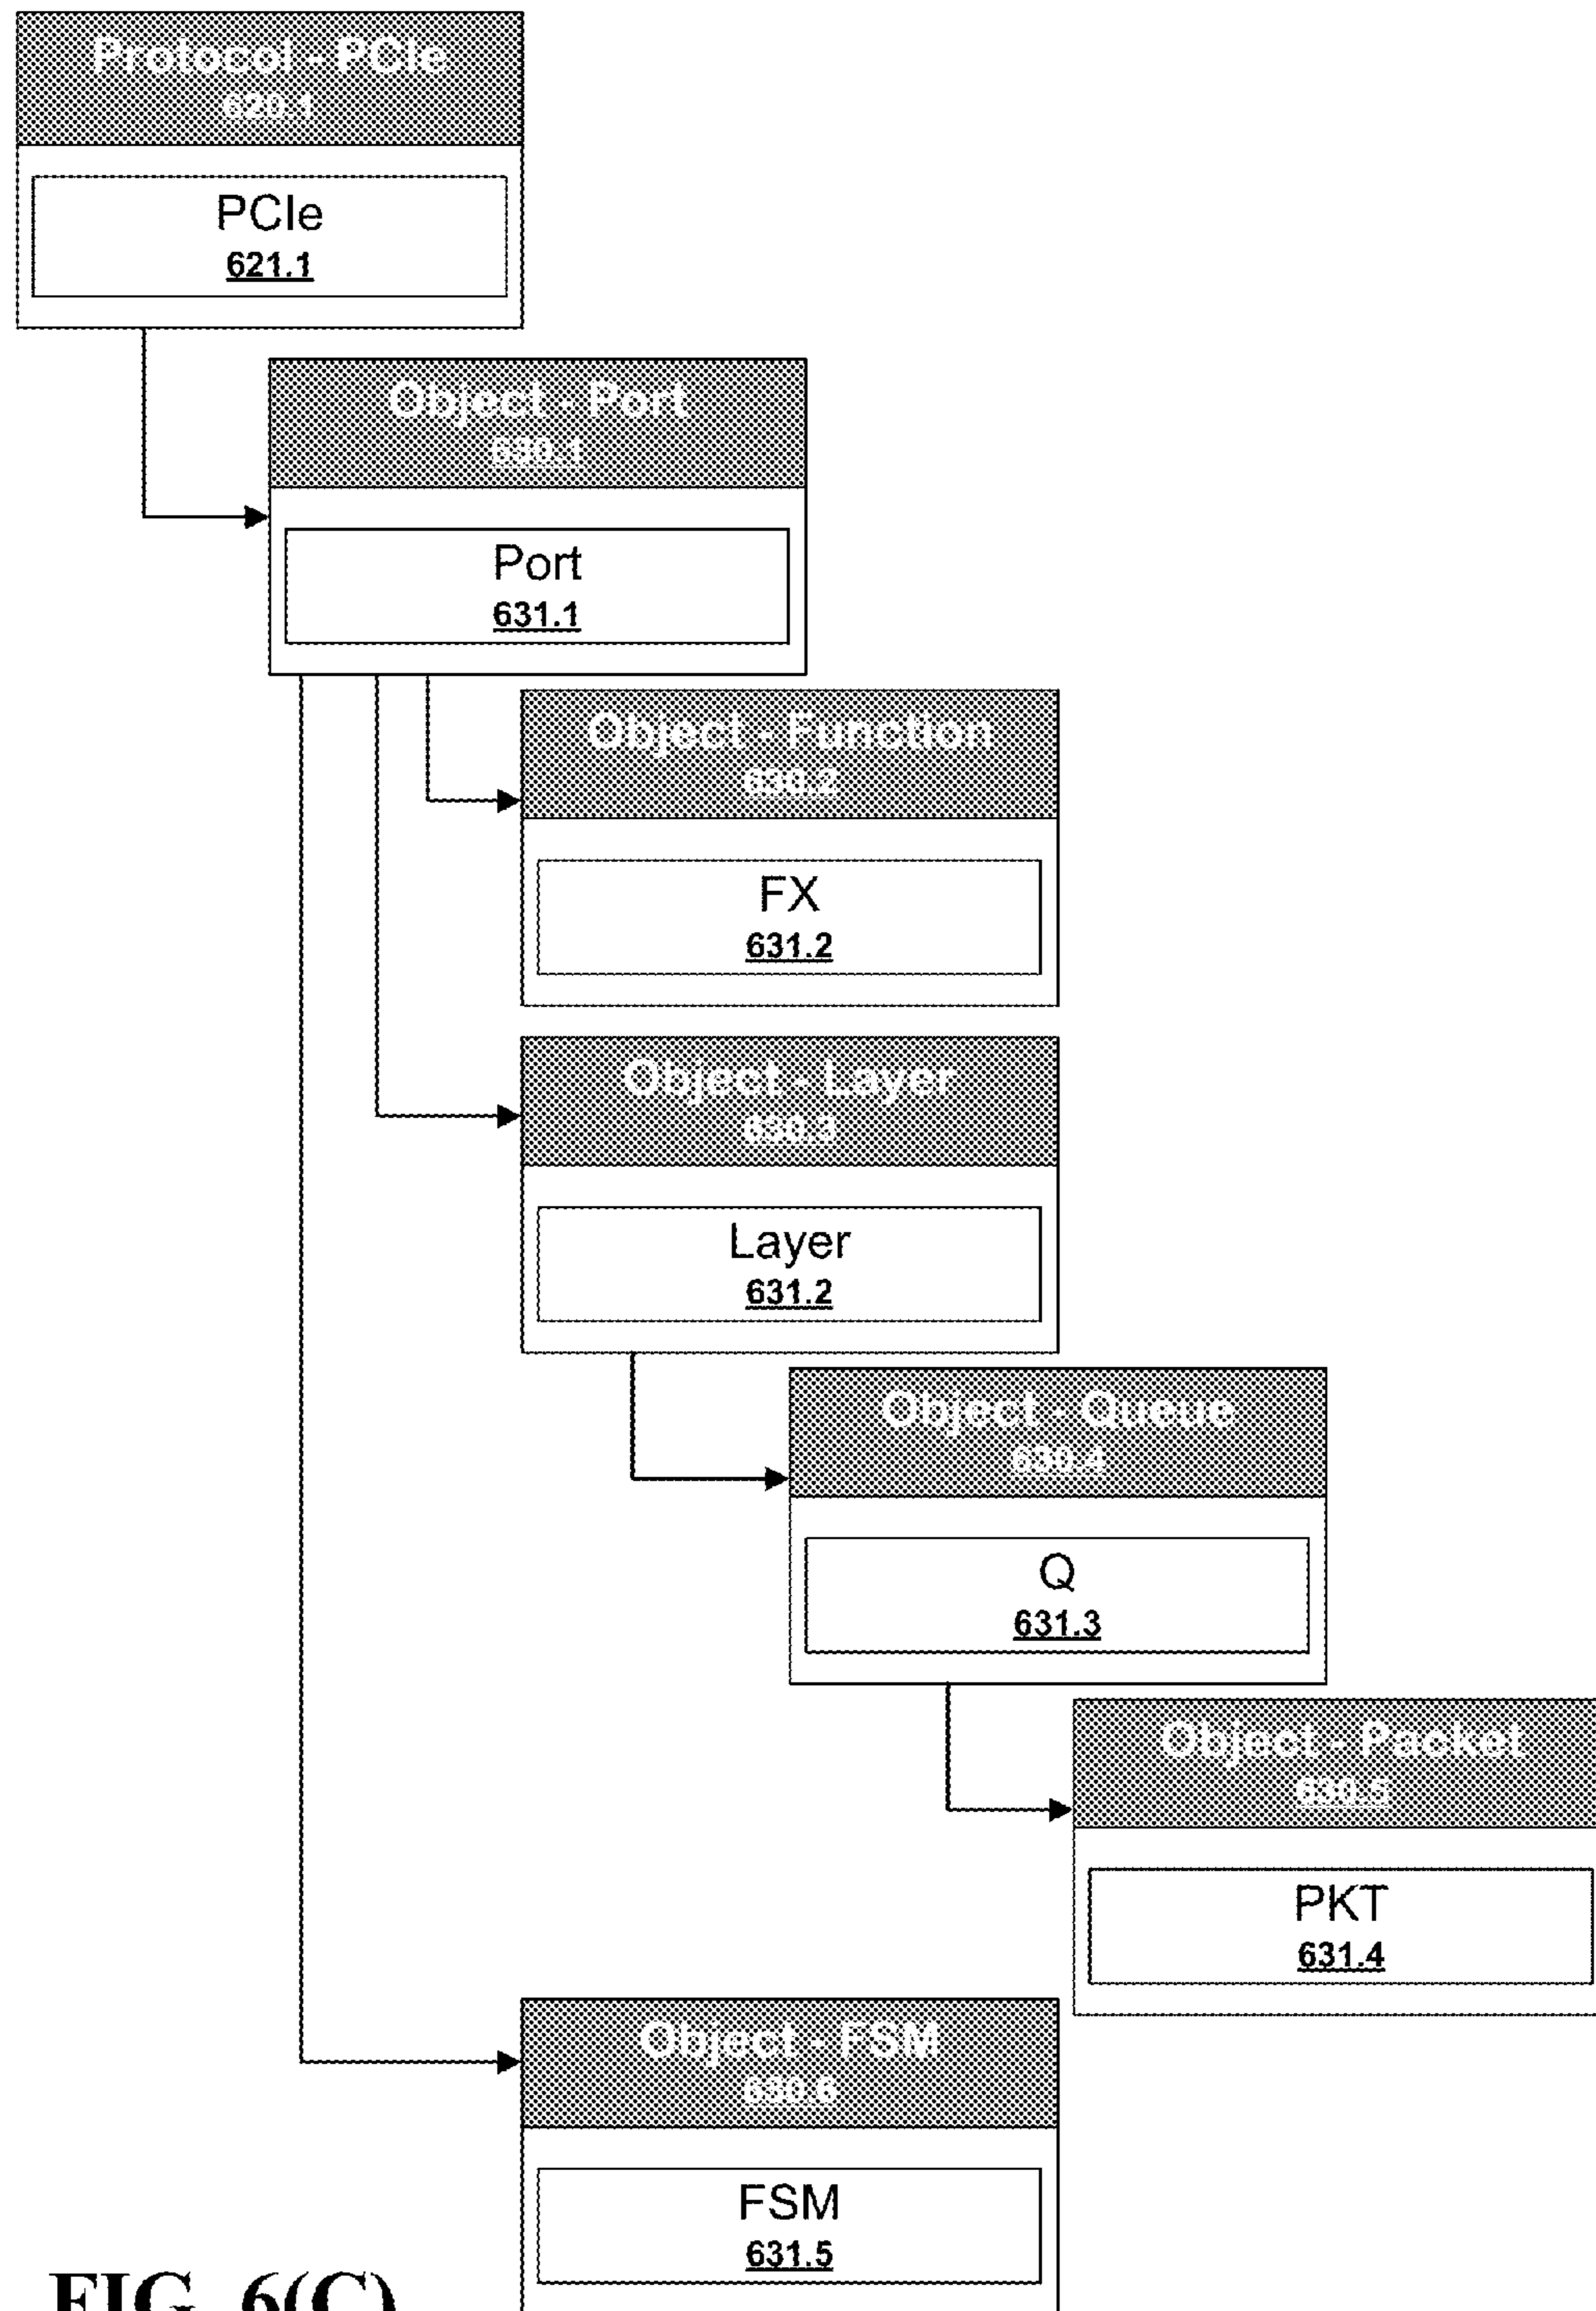 Protocol - PCIe
620.1
PCIe
621.1
Object - Port
630.1
Port
631.1
Object - Function
630.2
FX
631.2
Object - Layer
630.3
Layer
631.2
Object - Queue
630.4
Q
631.3
Object - Packet
630.5
PKT
631.4
Object - FSM
630.6
FSM
631.5
FIG. 6(C)